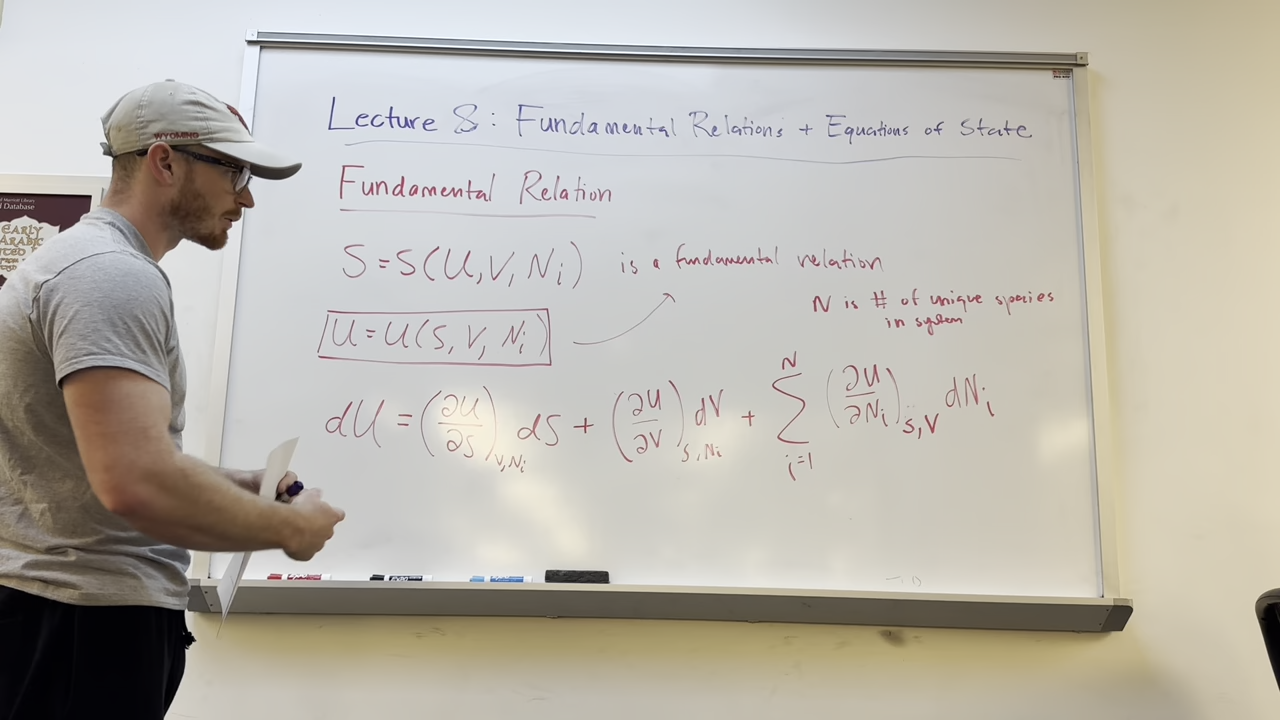 Lecture 8: Fundamental Relations + Equations of State
Fundamental Relation
S = S(U, V, Ni) is a fundamental relation
N is # of unique species
in system
U = U(S, V, Ni)
dU = (∂U/∂S)V,Ni dS + (∂U/∂V)S,Ni dV + ∑i=1N (∂U/∂Ni)S,V dNi
WYOMING
Database
EARLY
ARABIC